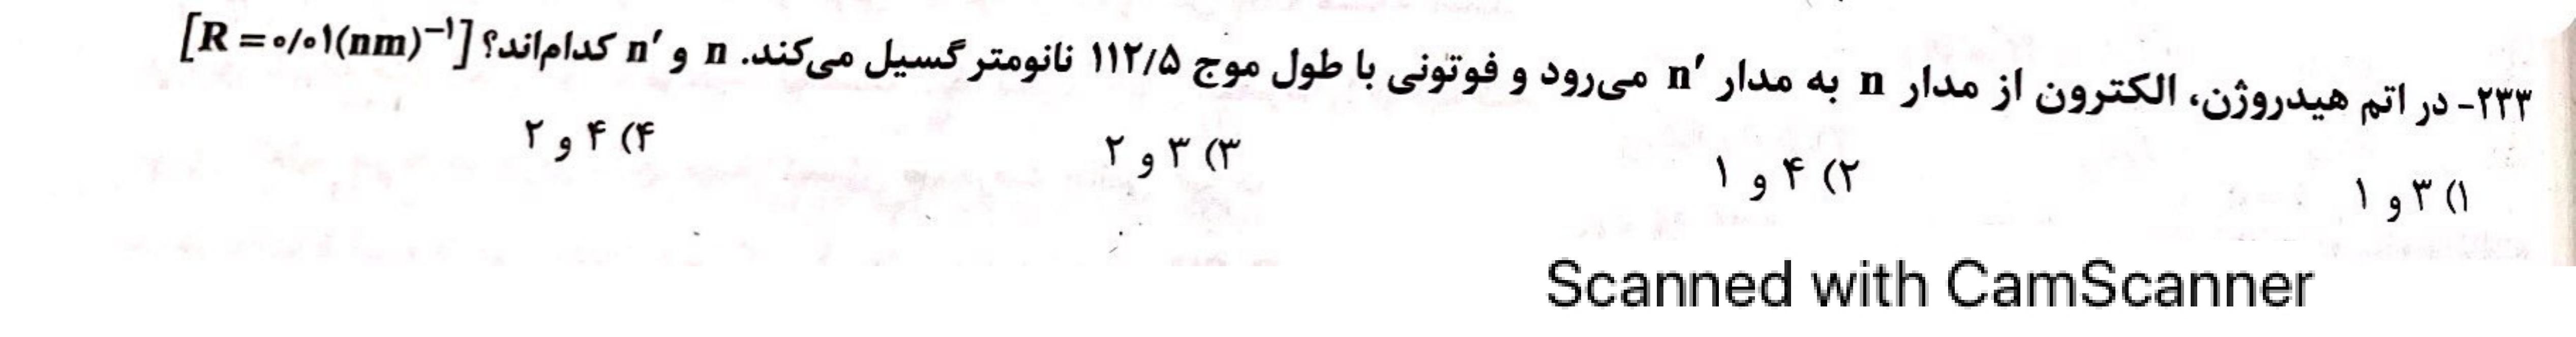 ۲۳۳- در اتم هیدروژن، الکترون از مدار n به مدار n′ می‌رود و فوتونی با طول موج ۱۱۲/۵ نانومتر گسیل می‌کند. n و n′ کدام‌اند؟ [R = ۰/۰۱(nm)⁻¹]
۱) ۳ و ۱ ۲) ۴ و ۱ ۳) ۳ و ۲ ۴) ۴ و ۲
Scanned with CamScanner